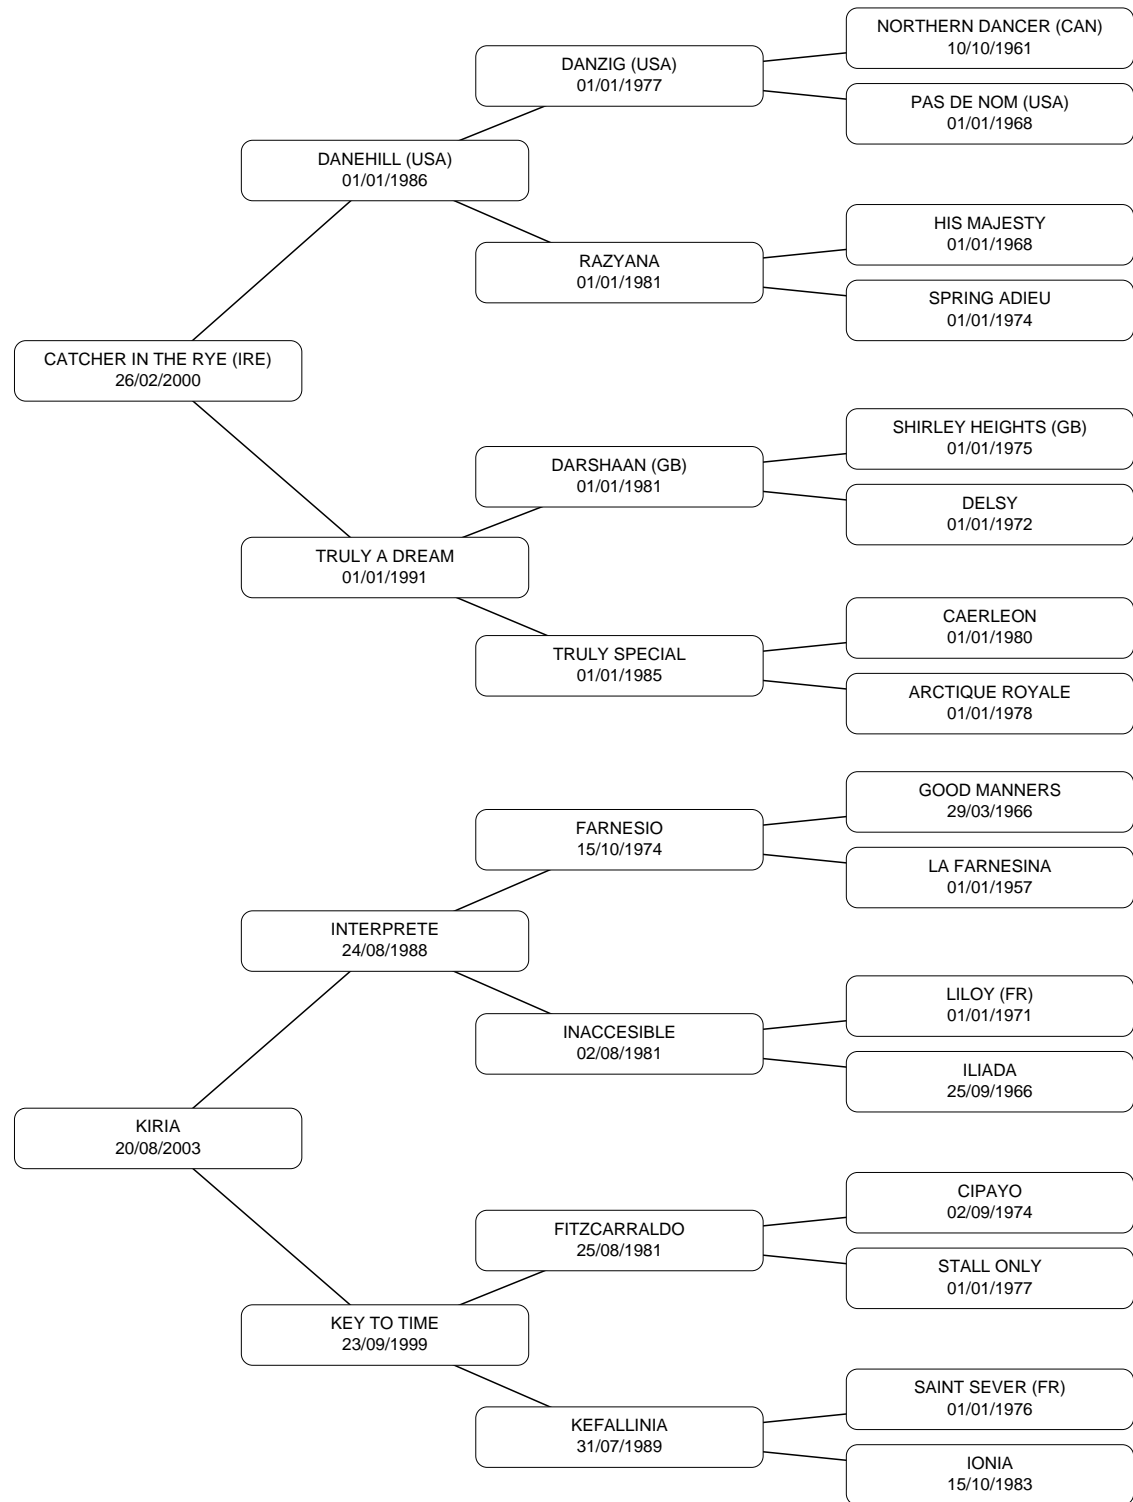 NORTHERN DANCER (CAN)
10/10/1961
DANZIG (USA)
01/01/1977
PAS DE NOM (USA)
01/01/1968
DANEHILL (USA)
01/01/1986
HIS MAJESTY
01/01/1968
RAZYANA
01/01/1981
SPRING ADIEU
01/01/1974
CATCHER IN THE RYE (IRE)
26/02/2000
SHIRLEY HEIGHTS (GB)
01/01/1975
DARSHAAN (GB)
01/01/1981
DELSY
01/01/1972
TRULY A DREAM
01/01/1991
CAERLEON
01/01/1980
TRULY SPECIAL
01/01/1985
ARCTIQUE ROYALE
01/01/1978
GOOD MANNERS
29/03/1966
FARNESIO
15/10/1974
LA FARNESINA
01/01/1957
INTERPRETE
24/08/1988
LILOY (FR)
01/01/1971
INACCESIBLE
02/08/1981
ILIADA
25/09/1966
KIRIA
20/08/2003
CIPAYO
02/09/1974
FITZCARRALDO
25/08/1981
STALL ONLY
01/01/1977
KEY TO TIME
23/09/1999
SAINT SEVER (FR)
01/01/1976
KEFALLINIA
31/07/1989
IONIA
15/10/1983